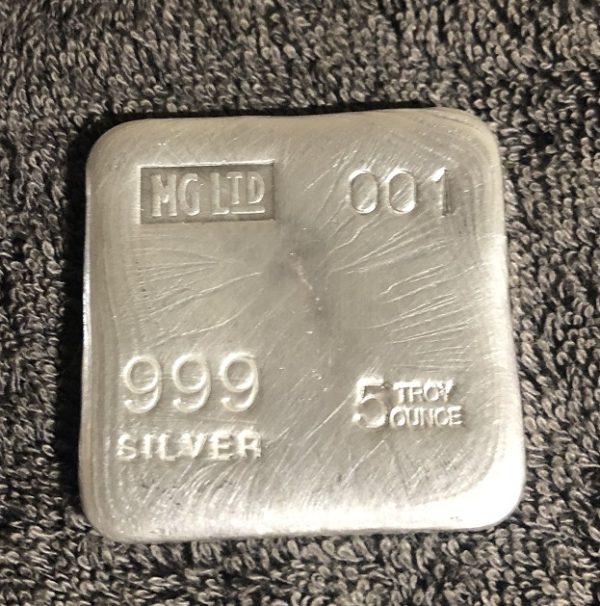 MG LTD
001
999
SILVER
5 TROY
OUNCE